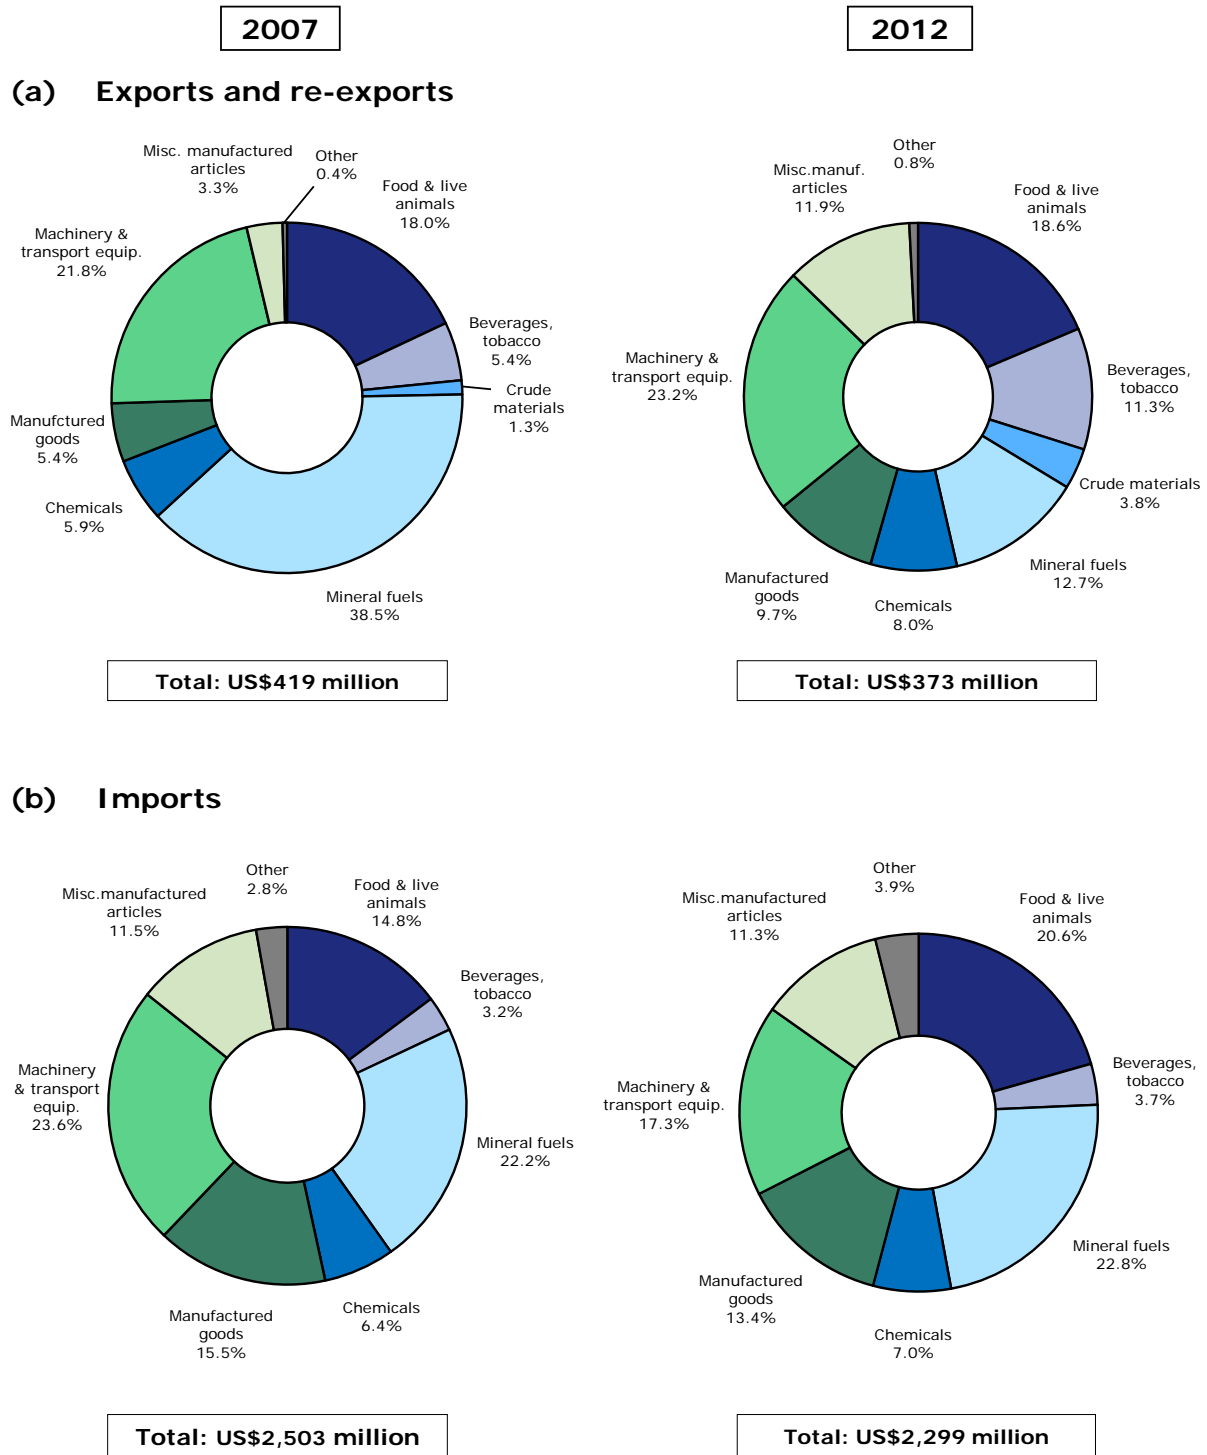 2007
2012
(a) Exports and re-exports
Misc. manufactured
articles
3.3%
Other
0.4%
Food & live
animals
18.0%
Beverages,
tobacco
5.4%
Crude
materials
1.3%
Mineral fuels
38.5%
Chemicals
5.9%
Manufctured
goods
5.4%
Machinery &
transport equip.
21.8%
Total: US$419 million
Other
0.8%
Misc.manuf.
articles
11.9%
Food & live
animals
18.6%
Beverages,
tobacco
11.3%
Crude materials
3.8%
Mineral fuels
12.7%
Chemicals
8.0%
Manufactured
goods
9.7%
Machinery &
transport equip.
23.2%
Total: US$373 million
(b) Imports
Other
2.8%
Misc.manufactured
articles
11.5%
Food & live
animals
14.8%
Beverages,
tobacco
3.2%
Mineral fuels
22.2%
Chemicals
6.4%
Manufactured
goods
15.5%
Machinery
& transport
equip.
23.6%
Total: US$2,503 million
Other
3.9%
Misc.manufactured
articles
11.3%
Food & live
animals
20.6%
Beverages,
tobacco
3.7%
Mineral fuels
22.8%
Chemicals
7.0%
Manufactured
goods
13.4%
Machinery &
transport equip.
17.3%
Total: US$2,299 million